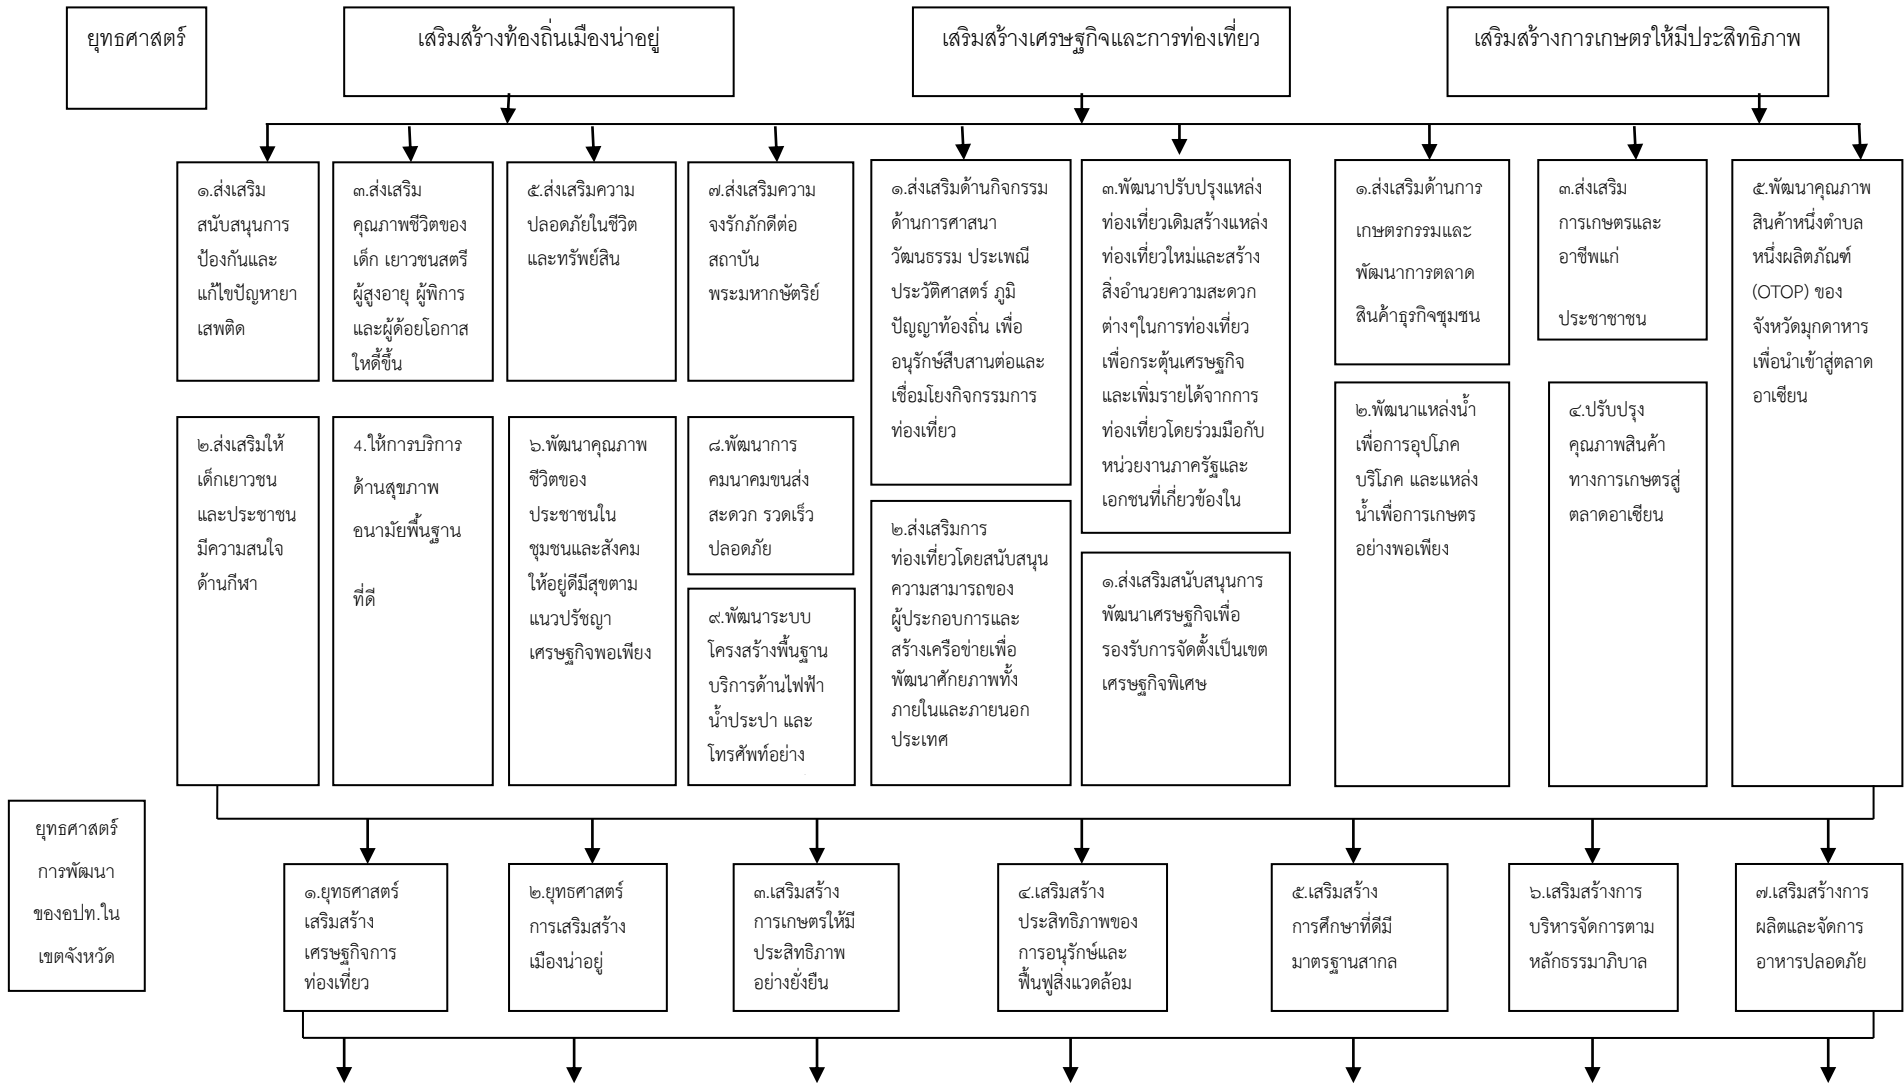 ยุทธศาสตร์
เสริมสร้างท้องถิ่นเมืองน่าอยู่
เสริมสร้างเศรษฐกิจและการท่องเที่ยว
เสริมสร้างการเกษตรให้มีประสิทธิภาพ
๑.ส่งเสริม
สนับสนุนการ
ป้องกันและ
แก้ไขปัญหายา
เสพติด
๓.ส่งเสริม
คุณภาพชีวิตของ
เด็ก เยาวชนสตรี
ผู้สูงอายุ ผู้พิการ
และผู้ด้อยโอกาส
ใหดี้ขึ้น
๕.ส่งเสริมความ
ปลอดภัยในชีวิต
และทรัพย์สิน
๗.ส่งเสริมความ
จงรักภักดีต่อ
สถาบัน
พระมหากษัตริย์
๑.ส่งเสริมด้านกิจกรรม
ด้านการศาสนา
วัฒนธรรม ประเพณี
ประวัติศาสตร์ ภูมิ
ปัญญาท้องถิ่น เพื่อ
อนุรักษ์สืบสานต่อและ
เชื่อมโยงกิจกรรมการ
ท่องเที่ยว
๓.พัฒนาปรับปรุงแหล่ง
ท่องเที่ยวเดิมสร้างแหล่ง
ท่องเที่ยวใหม่และสร้าง
สิ่งอำนวยความสะดวก
ต่างๆในการท่องเที่ยว
เพื่อกระตุ้นเศรษฐกิจ
และเพิ่มรายได้จากการ
ท่องเที่ยวโดยร่วมมือกับ
หน่วยงานภาครัฐและ
เอกชนที่เกี่ยวข้องใน
๑.ส่งเสริมด้านการ
เกษตรกรรมและ
พัฒนาการตลาด
สินค้าธุรกิจชุมชน
๓.ส่งเสริม
การเกษตรและ
อาชีพแก่
ประชาชาชน
๕.พัฒนาคุณภาพ
สินค้าหนึ่งตำบล
หนึ่งผลิตภัณฑ์
(OTOP) ของ
จังหวัดมุกดาหาร
เพื่อนำเข้าสู่ตลาด
อาเซียน
๒.ส่งเสริมให้
เด็กเยาวชน
และประชาชน
มีความสนใจ
ด้านกีฬา
4.ให้การบริการ
ด้านสุขภาพ
อนามัยพื้นฐาน
ที่ดี
๖.พัฒนาคุณภาพ
ชีวิตของ
ประชาชนใน
ชุมชนและสังคม
ให้อยู่ดีมีสุขตาม
แนวปรัชญา
เศรษฐกิจพอเพียง
๘.พัฒนาการ
คมนาคมขนส่ง
สะดวก รวดเร็ว
ปลอดภัย
๙.พัฒนาระบบ
โครงสร้างพื้นฐาน
บริการด้านไฟฟ้า
น้ำประปา และ
โทรศัพท์อย่าง
๒.ส่งเสริมการ
ท่องเที่ยวโดยสนับสนุน
ความสามารถของ
ผู้ประกอบการและ
สร้างเครือข่ายเพื่อ
พัฒนาศักยภาพทั้ง
ภายในและภายนอก
ประเทศ
๑.ส่งเสริมสนับสนุนการ
พัฒนาเศรษฐกิจเพื่อ
รองรับการจัดตั้งเป็นเขต
เศรษฐกิจพิเศษ
๒.พัฒนาแหล่งน้ำ
เพื่อการอุปโภค
บริโภค และแหล่ง
น้ำเพื่อการเกษตร
อย่างพอเพียง
๔.ปรับปรุง
คุณภาพสินค้า
ทางการเกษตรสู่
ตลาดอาเซียน
ยุทธศาสตร์
การพัฒนา
ของอปท.ใน
เขตจังหวัด
๑.ยุทธศาสตร์
เสริมสร้าง
เศรษฐกิจการ
ท่องเที่ยว
๒.ยุทธศาสตร์
การเสริมสร้าง
เมืองน่าอยู่
๓.เสริมสร้าง
การเกษตรให้มี
ประสิทธิภาพ
อย่างยั่งยืน
๔.เสริมสร้าง
ประสิทธิภาพของ
การอนุรักษ์และ
ฟื้นฟูสิ่งแวดล้อม
๕.เสริมสร้าง
การศึกษาที่ดีมี
มาตรฐานสากล
๖.เสริมสร้างการ
บริหารจัดการตาม
หลักธรรมาภิบาล
๗.เสริมสร้างการ
ผลิตและจัดการ
อาหารปลอดภัย